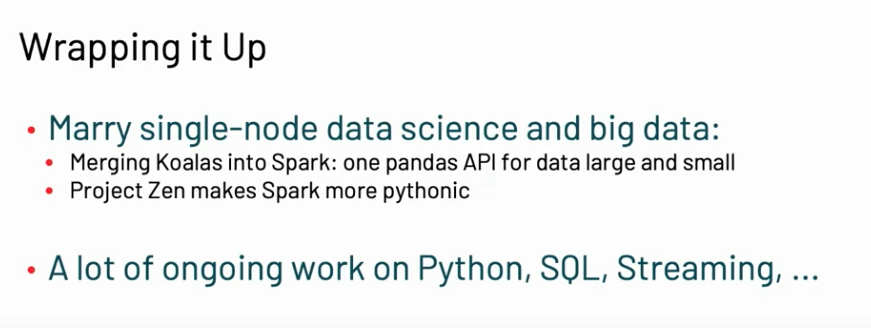 Wrapping it Up
• Marry single-node data science and big data:
• Merging Koalas into Spark: one pandas API for data large and small
• Project Zen makes Spark more pythonic
• A lot of ongoing work on Python, SQL, Streaming, ...